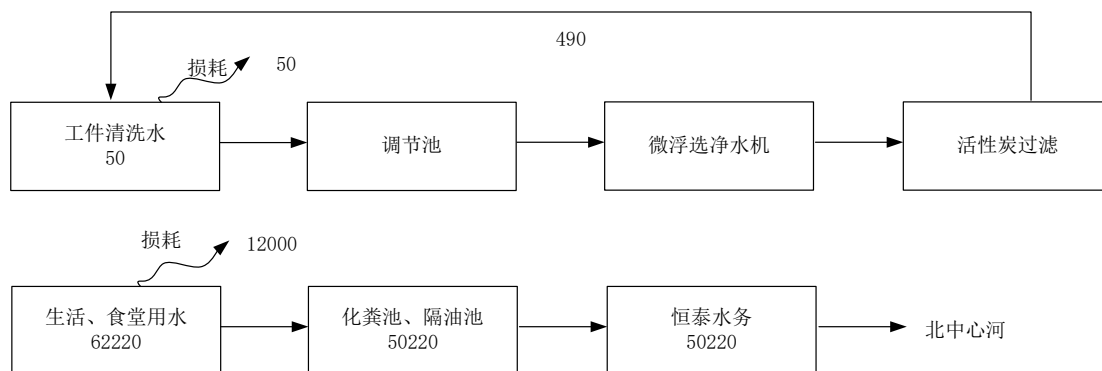 490
损耗
50
工件清洗水
50
调节池
微浮选净水机
活性炭过滤
损耗
12000
生活、食堂用水
62220
化粪池、隔油池
50220
恒泰水务
50220
北中心河